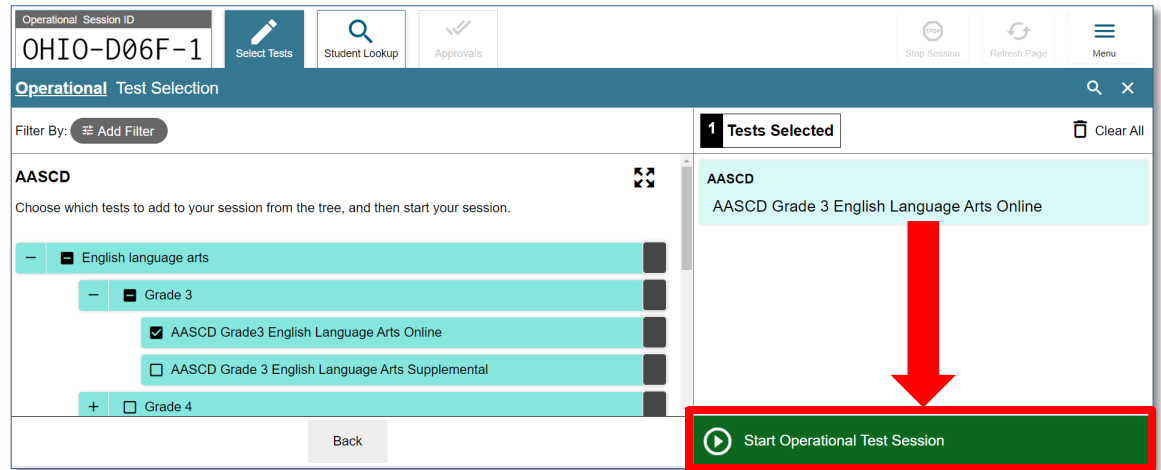 Operational Session ID
OHIO-D06F-1
Select Tests
Student Lookup
Approvals
STOP
Stop Session
Refresh Page
Menu
Operational Test Selection
Filter By: Add Filter
1 Tests Selected
Clear All
AASCD
Choose which tests to add to your session from the tree, and then start your session.
English language arts
Grade 3
AASCD Grade3 English Language Arts Online
AASCD Grade 3 English Language Arts Supplemental
Grade 4
Back
AASCD
AASCD Grade 3 English Language Arts Online
Start Operational Test Session